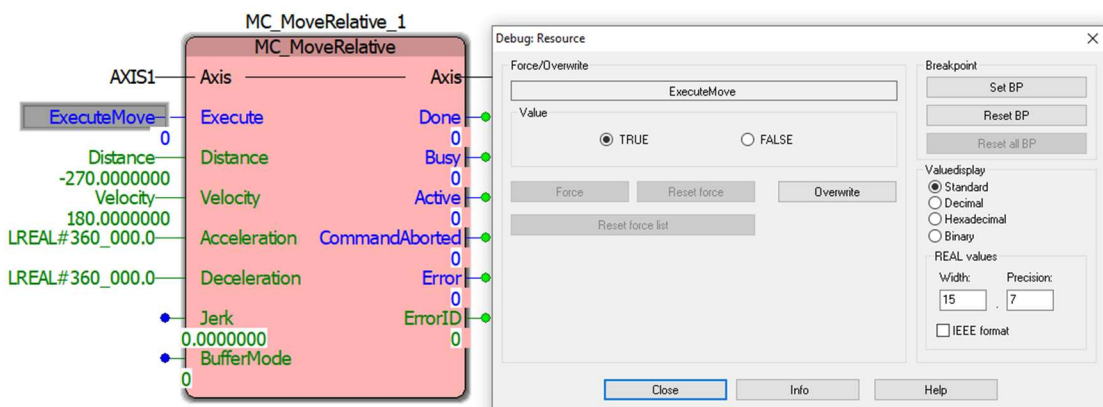 MC_MoveRelative_1
MC_MoveRelative
AXIS1 Axis Axis
ExecuteMove Execute Done
0 0
Distance Distance Busy
-270.0000000 0
Velocity Velocity Active
180.0000000 0
LREAL#360_000.0 Acceleration CommandAborted
0
LREAL#360_000.0 Deceleration Error
0
Jerk ErrorID
0.0000000 0
BufferMode
0
Debug: Resource
Force/Overwrite
ExecuteMove
Value
TRUE FALSE
Force Reset force Overwrite
Reset force list
Breakpoint
Set BP
Reset BP
Reset all BP
Valuedisplay
Standard
Decimal
Hexadecimal
Binary
REAL values
Width: Precision:
15 . 7
IEEE format
Close Info Help